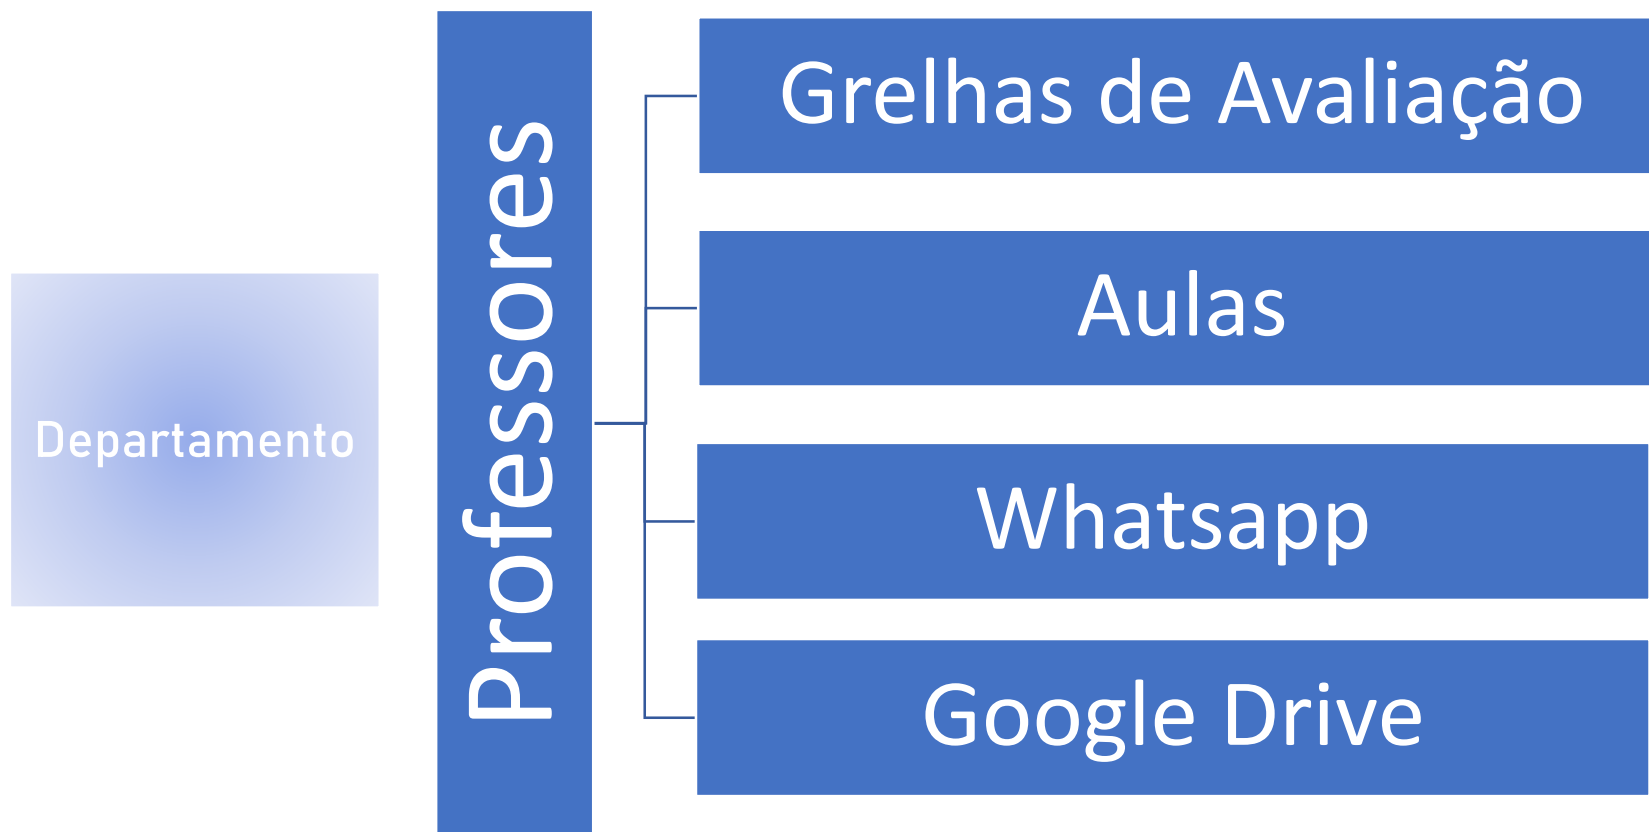 Departamento
Professores
Grelhas de Avaliação
Aulas
Whatsapp
Google Drive